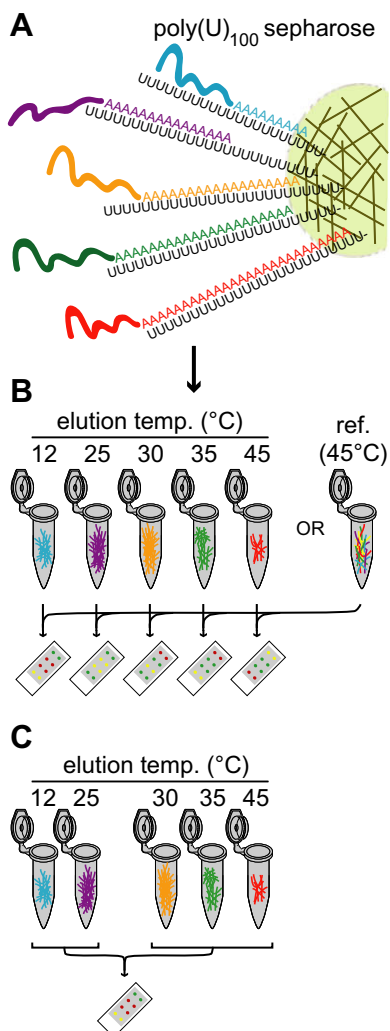 A
poly(U)100 sepharose
B
elution temp. (°C)
ref.
(45°C)
12 25 30 35 45
OR
C
elution temp. (°C)
12 25 30 35 45